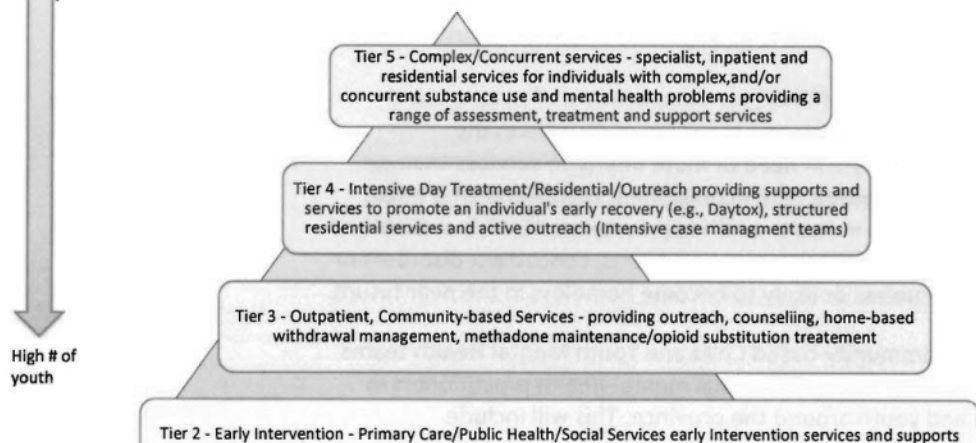 Tier 5 - Complex/Concurrent services - specialist, inpatient and
residential services for individuals with complex,and/or
concurrent substance use and mental health problems providing a
range of assessment, treatment and support services
Tier 4 - Intensive Day Treatment/Residential/Outreach providing supports and
services to promote an individual's early recovery (e.g., Daytox), structured
residential services and active outreach (Intensive case managment teams)
Tier 3 - Outpatient, Community-based Services - providing outreach, counseliing, home-based
withdrawal management, methadone maintenance/opioid substitution treatement
High # of
youth
Tier 2 - Early Intervention - Primary Care/Public Health/Social Services early Intervention services and supports